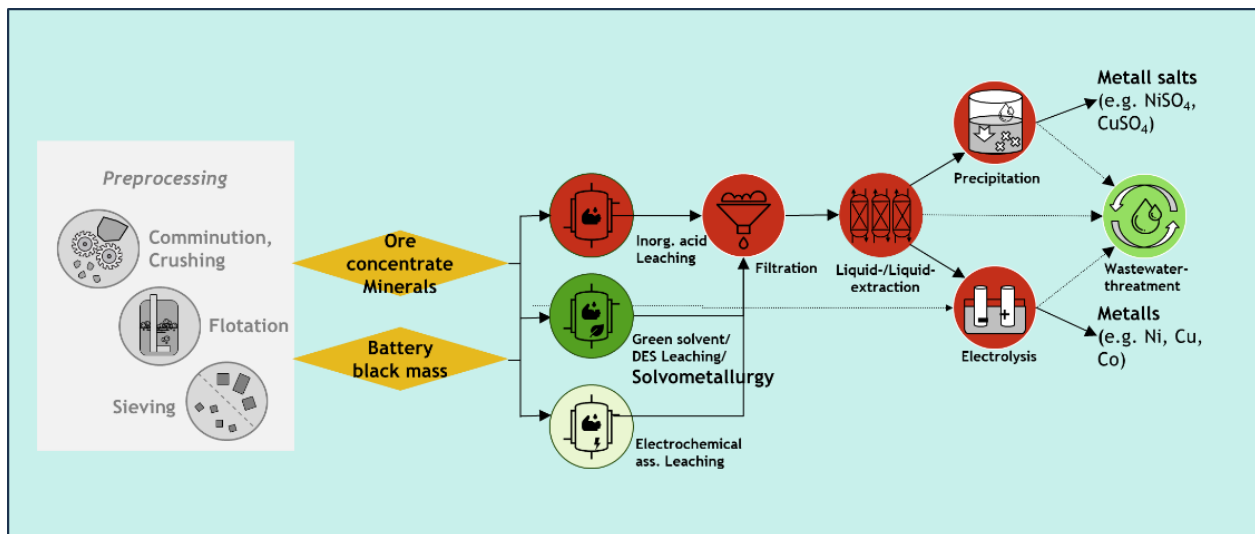 Preprocessing
Comminution,
Crushing
Flotation
Sieving
Ore
concentrate
Minerals
Battery
black mass
Inorg. acid
Leaching
Green solvent/
DES Leaching/
Solvometallurgy
Electrochemical
ass. Leaching
Filtration
Liquid-/Liquid-
extraction
Precipitation
Electrolysis
Metall salts
(e.g. NiSO₄,
CuSO₄)
Wastewater-
threatment
Metalls
(e.g. Ni, Cu,
Co)